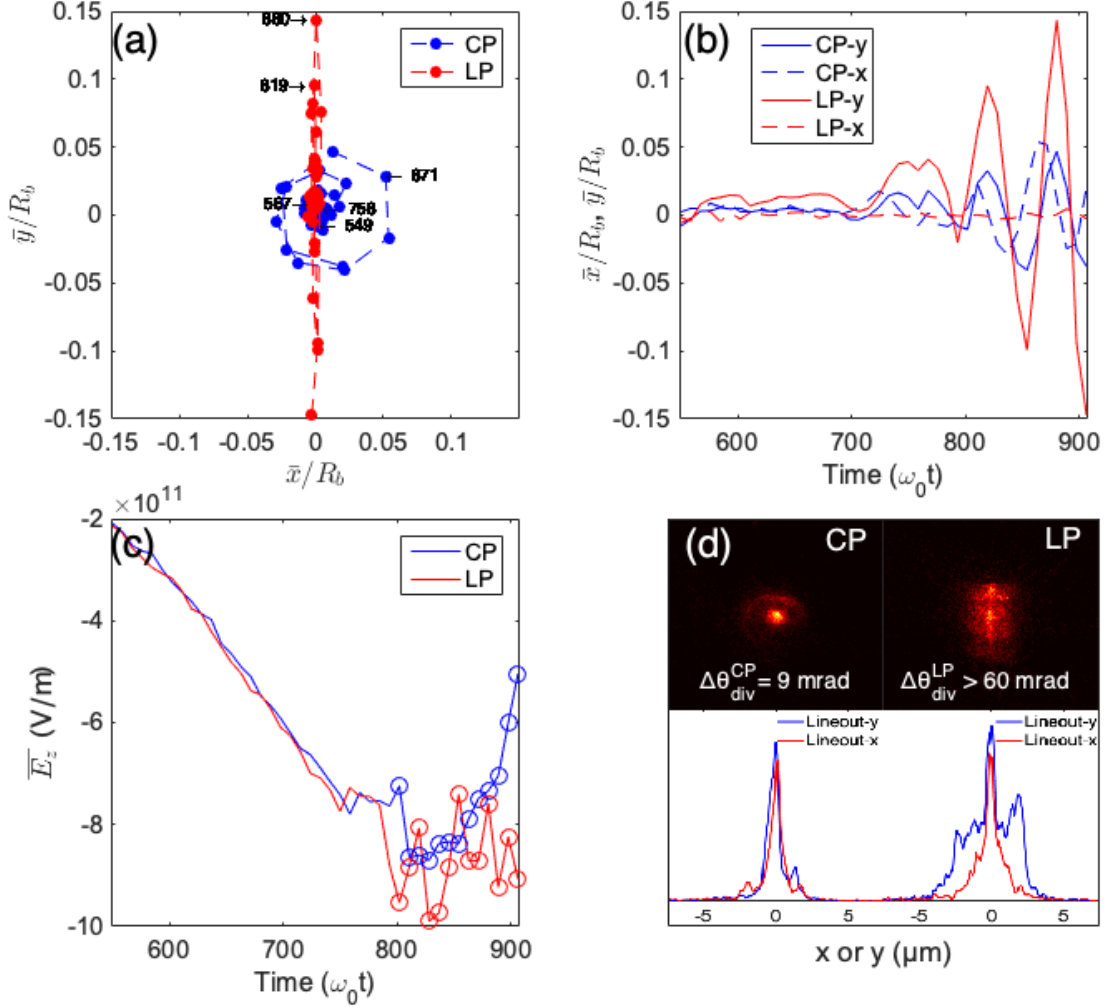 (a)
CP
LP
880
819
871
587
758
549
0.15
0.1
0.05
0
-0.05
-0.1
-0.15
-0.15 -0.1 -0.05 0 0.05 0.1
x̄/R_b
ȳ/R_b
(b)
CP-y
CP-x
LP-y
LP-x
0.15
0.1
0.05
0
-0.05
-0.1
-0.15
600 700 800 900
Time (ω₀t)
x̄/R_b, ȳ/R_b
×10¹¹
(c)
CP
LP
-2
-4
-6
-8
-10
600 700 800 900
Time (ω₀t)
E̅_z (V/m)
(d)
CP
LP
Δθ_div^CP = 9 mrad
Δθ_div^LP > 60 mrad
Lineout-y
Lineout-x
Lineout-y
Lineout-x
-5 0 5 -5 0 5
x or y (μm)